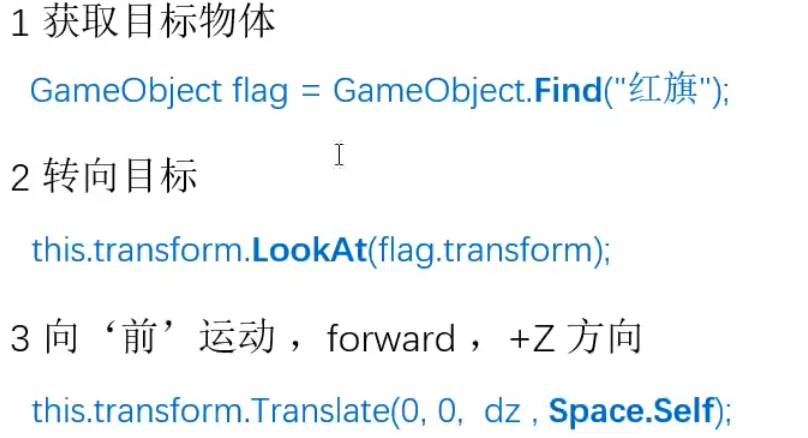 1 获取目标物体
GameObject flag = GameObject.Find("红旗");
2 转向目标
this.transform.LookAt(flag.transform);
3 向‘前’运动，forward，+Z 方向
this.transform.Translate(0, 0, dz , Space.Self);